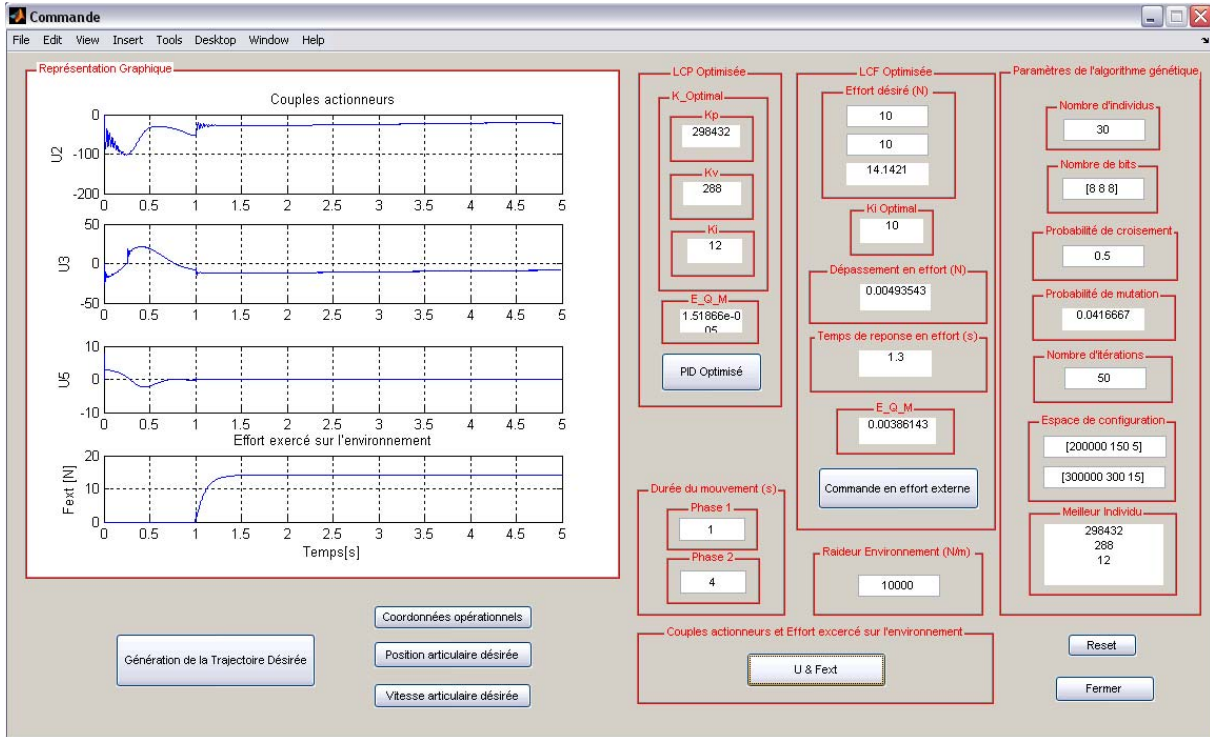 Commande
File Edit View Insert Tools Desktop Window Help
Représentation Graphique
Couples actionneurs
U2
0
-100
-200
0 0.5 1 1.5 2 2.5 3 3.5 4 4.5 5
U3
50
0
-50
0 0.5 1 1.5 2 2.5 3 3.5 4 4.5 5
U5
10
0
-10
0 0.5 1 1.5 2 2.5 3 3.5 4 4.5 5
Effort exercé sur l'environnement
Fext [N]
20
10
0
0 0.5 1 1.5 2 2.5 3 3.5 4 4.5 5
Temps[s]
Génération de la Trajectoire Désirée
Coordonnées opérationnels
Position articulaire désirée
Vitesse articulaire désirée
LCP Optimisée
K_Optimal
Kp
298432
Kv
288
Ki
12
E_Q_M
1.51866e-0
05
PID Optimisé
Durée du mouvement (s)
Phase 1
1
Phase 2
4
LCF Optimisée
Effort désiré (N)
10
10
14.1421
Ki Optimal
10
Dépassement en effort (N)
0.00493543
Temps de reponse en effort (s)
1.3
E_Q_M
0.00386143
Commande en effort externe
Raideur Environnement (N/m)
10000
Couples actionneurs et Effort excercé sur l'environnement
U & Fext
Paramètres de l'algorithme génétique
Nombre d'individus
30
Nombre de bits
[8 8 8]
Probabilité de croisement
0.5
Probabilité de mutation
0.0416667
Nombre d'itérations
50
Espace de configuration
[200000 150 5]
[300000 300 15]
Meilleur Individu
298432
288
12
Reset
Fermer